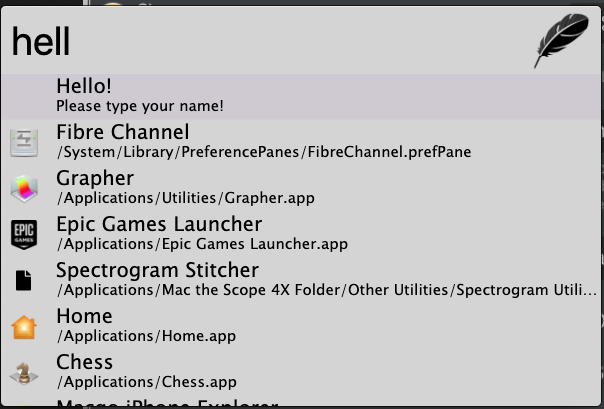 hell
Hello!
Please type your name!
Fibre Channel
/System/Library/PreferencePanes/FibreChannel.prefPane
Grapher
/Applications/Utilities/Grapher.app
EPIC
GAMES
Epic Games Launcher
/Applications/Epic Games Launcher.app
Spectrogram Stitcher
/Applications/Mac the Scope 4X Folder/Other Utilities/Spectrogram Utili...
Home
/Applications/Home.app
Chess
/Applications/Chess.app
iPhone Explorer